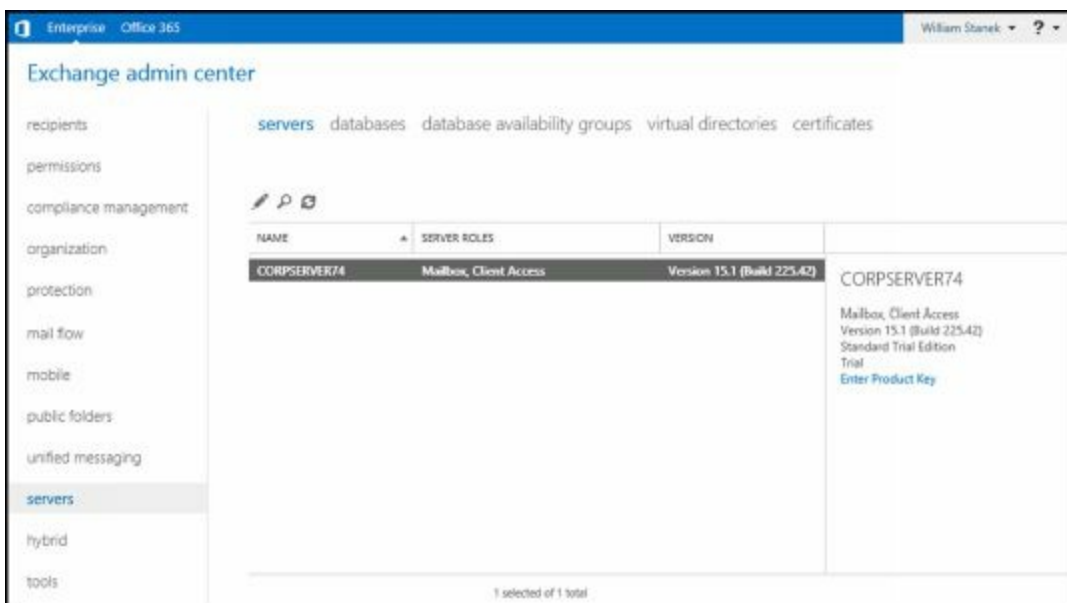 Enterprise Office 365
William Stanek ?
Exchange admin center
recipients
permissions
compliance management
organization
protection
mail flow
mobile
public folders
unified messaging
servers
hybrid
tools
servers databases database availability groups virtual directories certificates
NAME SERVER ROLES VERSION
CORPSERVER74 Mailbox, Client Access Version 15.1 (Build 225.42)
CORPSERVER74
Mailbox, Client Access
Version 15.1 (Build 225.42)
Standard Trial Edition
Trial
Enter Product Key
1 selected of 1 total